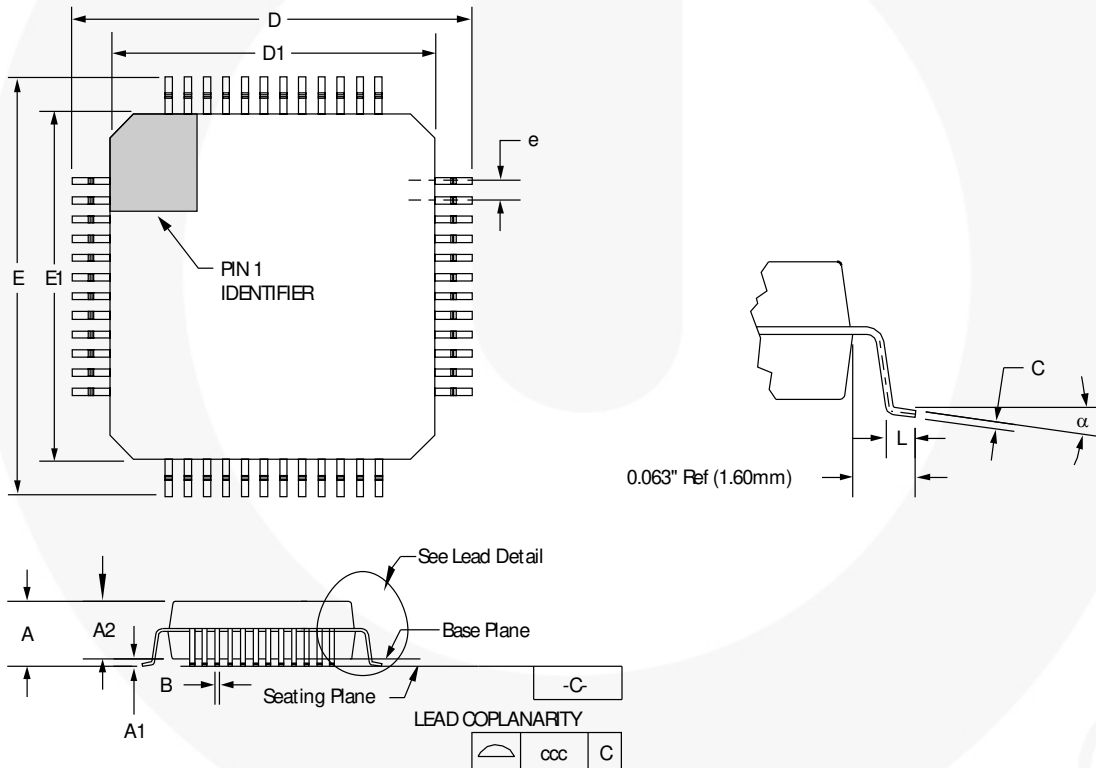 D
D1
e
E
E1
PIN 1
IDENTIFIER
C
α
L
0.063" Ref (1.60mm)
See Lead Detail
A
A2
Base Plane
B
Seating Plane
-C-
A1
LEAD COPLANARITY
ccc
C